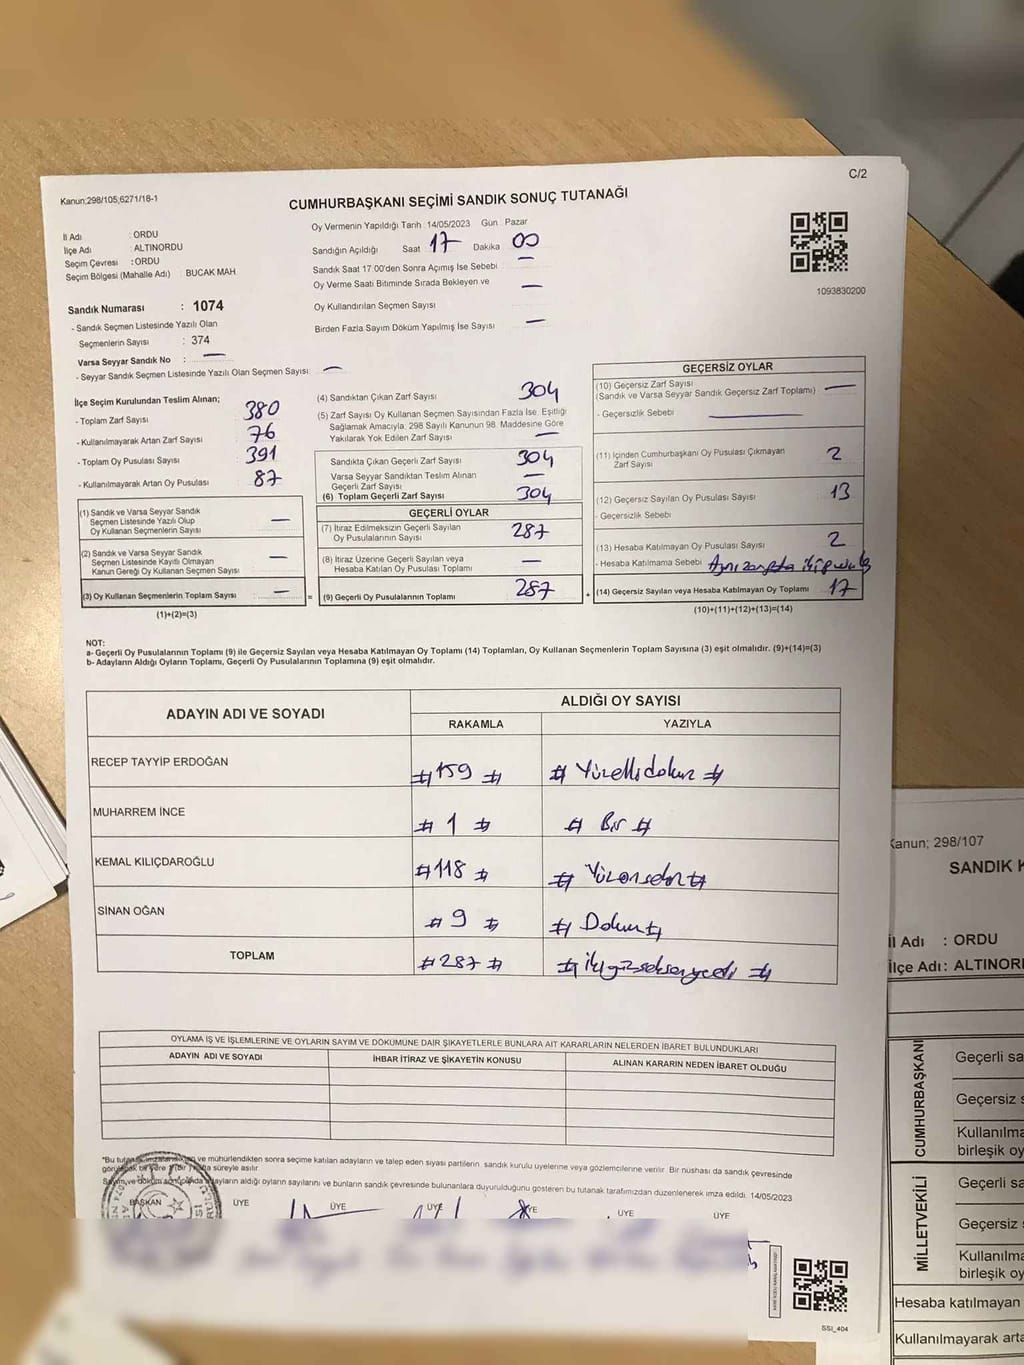 C/2
Kanun;298/105,6271/18-1
CUMHURBAŞKANI SEÇİMİ SANDIK SONUÇ TUTANAĞI
İl Adı : ORDU
İlçe Adı : ALTINORDU
Seçim Çevresi : ORDU
Seçim Bölgesi (Mahalle Adı) : BUCAK MAH
Oy Vermenin Yapıldığı Tarih :14/05/2023 Gün : Pazar
Sandığın Açıldığı Saat 17 Dakika 00
Sandık Saat 17.00'den Sonra Açımış İse Sebebi —
Oy Verme Saati Bitiminde Sırada Bekleyen ve —
Oy Kullandırılan Seçmen Sayısı
Birden Fazla Sayım Döküm Yapılmış İse Sayısı —
1093830200
Sandık Numarası : 1074
- Sandık Seçmen Listesinde Yazılı Olan
Seçmenlerin Sayısı : 374
Varsa Seyyar Sandık No : —
- Seyyar Sandık Seçmen Listesinde Yazılı Olan Seçmen Sayısı: —
İlçe Seçim Kurulundan Teslim Alınan;
- Toplam Zarf Sayısı 380
- Kullanılmayarak Artan Zarf Sayısı 76
- Toplam Oy Pusulası Sayısı 391
- Kullanılmayarak Artan Oy Pusulası 87
(1) Sandık ve Varsa Seyyar Sandık
Seçmen Listesinde Yazılı Olup
Oy Kullanan Seçmenlerin Sayısı —
(2) Sandık ve Varsa Seyyar Sandık
Seçmen Listesinde Kayıtlı Olmayan
Kanun Gereği Oy Kullanan Seçmen Sayısı —
(3) Oy Kullanan Seçmenlerin Toplam Sayısı —
(1)+(2)=(3)
=
(4) Sandıktan Çıkan Zarf Sayısı 304
(5) Zarf Sayısı Oy Kullanan Seçmen Sayısından Fazla İse, Eşitliği
Sağlamak Amacıyla; 298 Sayılı Kanunun 98. Maddesine Göre
Yakılarak Yok Edilen Zarf Sayısı —
Sandıkta Çıkan Geçerli Zarf Sayısı 304
Varsa Seyyar Sandıktan Teslim Alınan
Geçerli Zarf Sayısı —
(6) Toplam Geçerli Zarf Sayısı 304
GEÇERLİ OYLAR
(7) İtiraz Edilmeksizin Geçerli Sayılan
Oy Pusulalarının Sayısı 287
(8) İtiraz Üzerine Geçerli Sayılan veya
Hesaba Katılan Oy Pusulası Toplamı —
(9) Geçerli Oy Pusulalarının Toplamı 287
+
GEÇERSİZ OYLAR
(10) Geçersiz Zarf Sayısı
(Sandık ve Varsa Seyyar Sandık Geçersiz Zarf Toplamı) —
- Geçersizlik Sebebi —
(11) İçinden Cumhurbaşkanı Oy Pusulası Çıkmayan
Zarf Sayısı 2
(12) Geçersiz Sayılan Oy Pusulası Sayısı 13
- Geçersizlik Sebebi
(13) Hesaba Katılmayan Oy Pusulası Sayısı 2
- Hesaba Katılmama Sebebi Aynı zarfta iki pusula
(14) Geçersiz Sayılan veya Hesaba Katılmayan Oy Toplamı 17
(10)+(11)+(12)+(13)=(14)
NOT:
a- Geçerli Oy Pusulalarının Toplamı (9) ile Geçersiz Sayılan veya Hesaba Katılmayan Oy Toplamı (14) Toplamları, Oy Kullanan Seçmenlerin Toplam Sayısına (3) eşit olmalıdır. (9)+(14)=(3)
b- Adayların Aldığı Oyların Toplamı, Geçerli Oy Pusulalarının Toplamına (9) eşit olmalıdır.
ADAYIN ADI VE SOYADI
ALDIĞI OY SAYISI
RAKAMLA YAZIYLA
RECEP TAYYİP ERDOĞAN # 159 # # Yüzellidokuz #
MUHARREM İNCE # 1 # # Bir #
KEMAL KILIÇDAROĞLU # 118 # # Yüzonsekiz #
SİNAN OĞAN # 9 # # Dokuz #
TOPLAM # 287 # # ikiyüzseksenyedi #
OYLAMA İŞ VE İŞLEMLERİNE VE OYLARIN SAYIM VE DÖKÜMÜNE DAİR ŞİKAYETLERLE BUNLARA AİT KARARLARIN NELERDEN İBARET BULUNDUKLARI
ADAYIN ADI VE SOYADI İHBAR İTİRAZ VE ŞİKAYETİN KONUSU ALINAN KARARIN NEDEN İBARET OLDUĞU
*Bu tutanak ve mühürlendikten sonra seçime katılan adayların ve talep eden siyasi partilerin sandık kurulu üyelerine veya gözlemcilerine verilir. Bir nüshası da sandık çevresinde
bir yere 1 (bir) hafta süreyle asılır.
Sayım ve döküm sonucunda adayların aldığı oyların sayılarını ve bunların sandık çevresinde bulunanlara duyurulduğunu gösteren bu tutanak tarafımızdan düzenlenerek imza edildi. 14/05/2023
BAŞKAN ÜYE ÜYE ÜYE ÜYE ÜYE ÜYE
SSI_404
Kanun; 298/107
SANDIK
İl Adı : ORDU
İlçe Adı : ALTINOR
CUMHURBAŞKANI
Geçerli
Geçersiz
Kullanılma
birleşik oy
MİLLETVEKİLİ
Geçerli
Geçersiz
Kullanılma
birleşik oy
Hesaba katılmayan
Kullanılmayarak